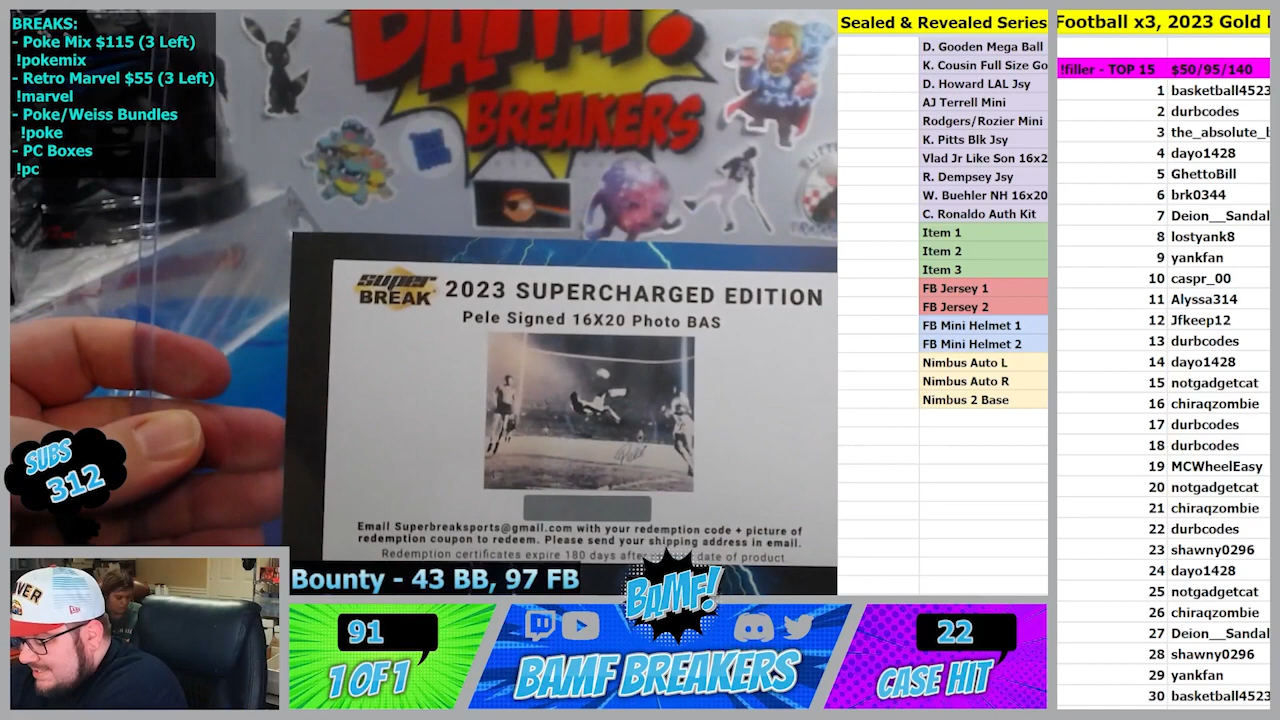 BREAKS:
- Poke Mix $115 (3 Left)
!pokemix
- Retro Marvel $55 (3 Left)
!marvel
- Poke/Weiss Bundles
!poke
- PC Boxes
!pc
BREAKERS
super
BREAK
2023 SUPERCHARGED EDITION
Pele Signed 16X20 Photo BAS
Email Superbreaksports@gmail.com with your redemption code + picture of
redemption coupon to redeem. Please send your shipping address in email.
Redemption certificates expire 180 days after date of product
SUBS
312
Bounty - 43 BB, 97 FB
BAMF!
91
1 OF 1
BAMF BREAKERS
22
CASE HIT
Sealed & Revealed Series
D. Gooden Mega Ball
K. Cousin Full Size Go
D. Howard LAL Jsy
AJ Terrell Mini
Rodgers/Rozier Mini
K. Pitts Blk Jsy
Vlad Jr Like Son 16x2
R. Dempsey Jsy
W. Buehler NH 16x20
C. Ronaldo Auth Kit
Item 1
Item 2
Item 3
FB Jersey 1
FB Jersey 2
FB Mini Helmet 1
FB Mini Helmet 2
Nimbus Auto L
Nimbus Auto R
Nimbus 2 Base
Football x3, 2023 Gold
!filler - TOP 15 $50/95/140
1 basketball4523
2 durbcodes
3 the_absolute_b
4 dayo1428
5 GhettoBill
6 brk0344
7 Deion__Sandal
8 lostyank8
9 yankfan
10 caspr_00
11 Alyssa314
12 Jfkeep12
13 durbcodes
14 dayo1428
15 notgadgetcat
16 chiraqzombie
17 durbcodes
18 durbcodes
19 MCWheelEasy
20 notgadgetcat
21 chiraqzombie
22 durbcodes
23 shawny0296
24 dayo1428
25 notgadgetcat
26 chiraqzombie
27 Deion__Sandal
28 shawny0296
29 yankfan
30 basketball4523